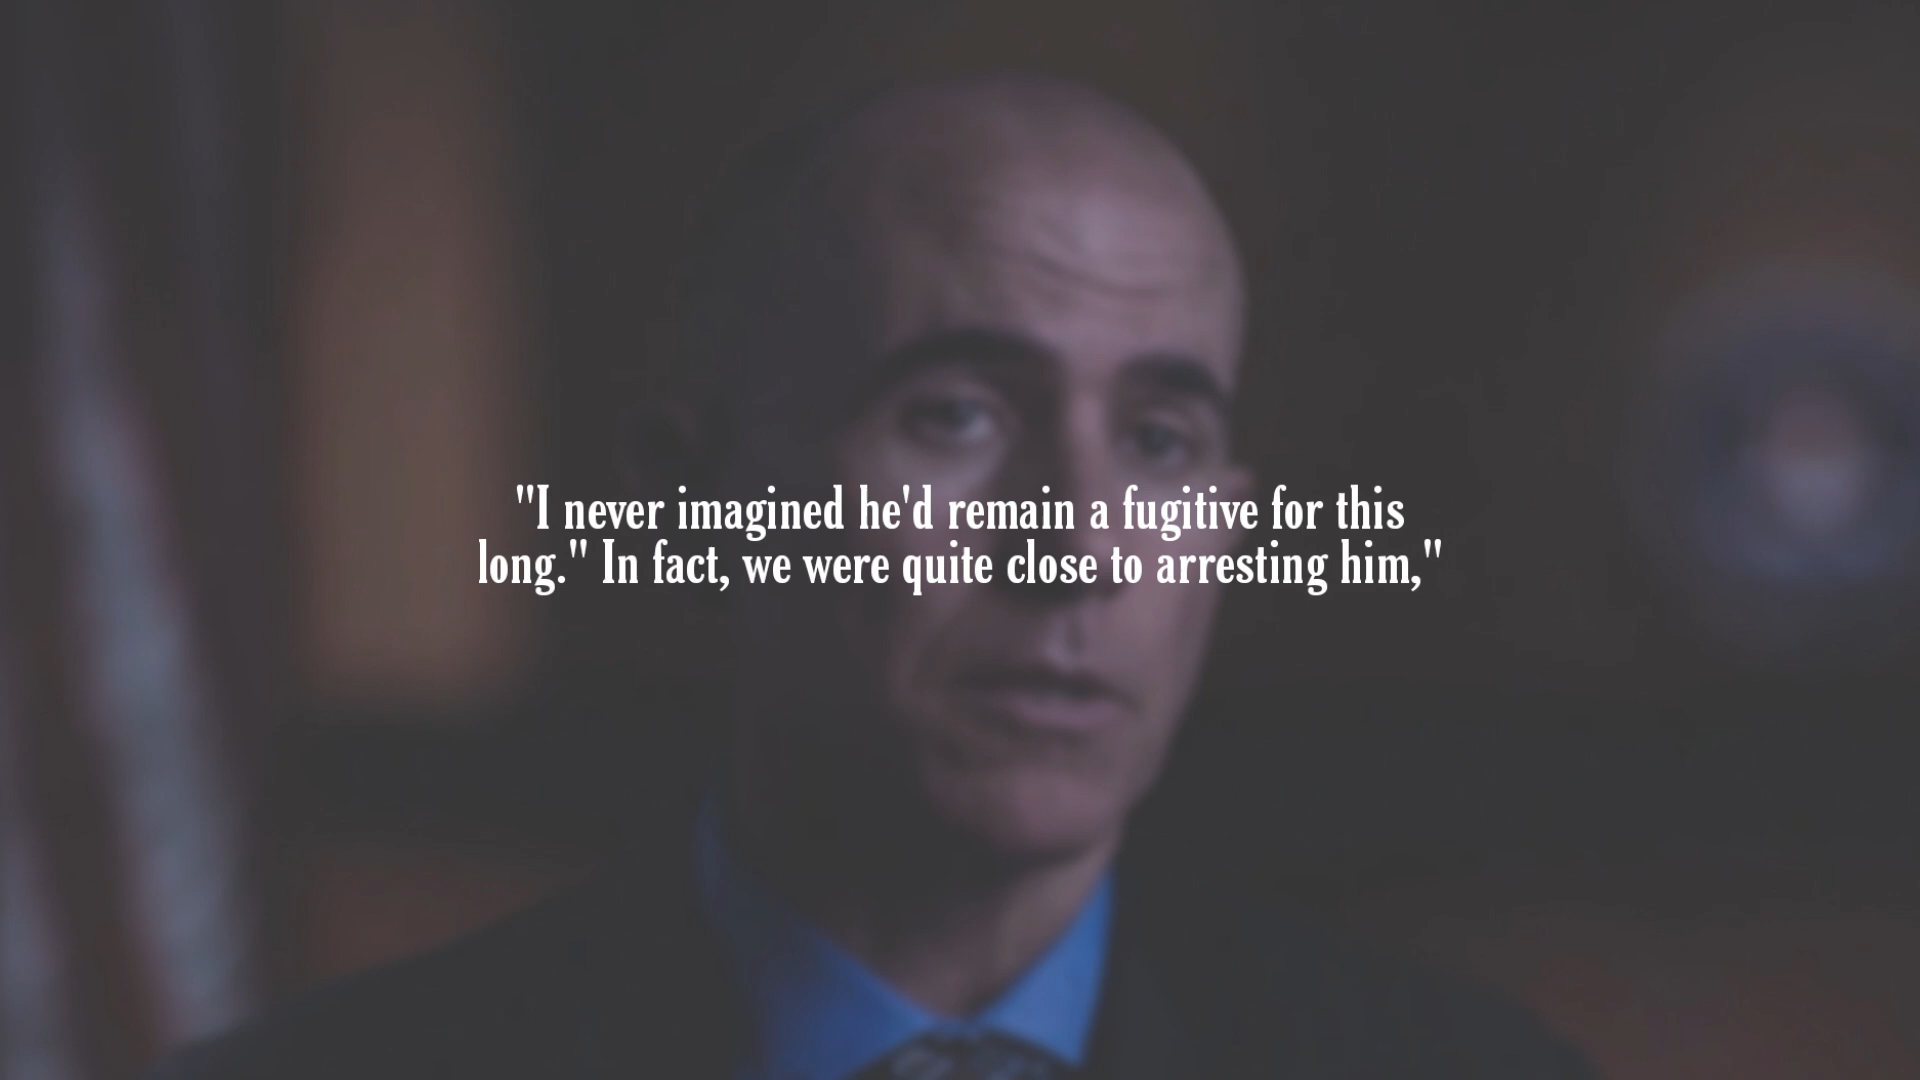 "I never imagined he'd remain a fugitive for this
long." In fact, we were quite close to arresting him,"